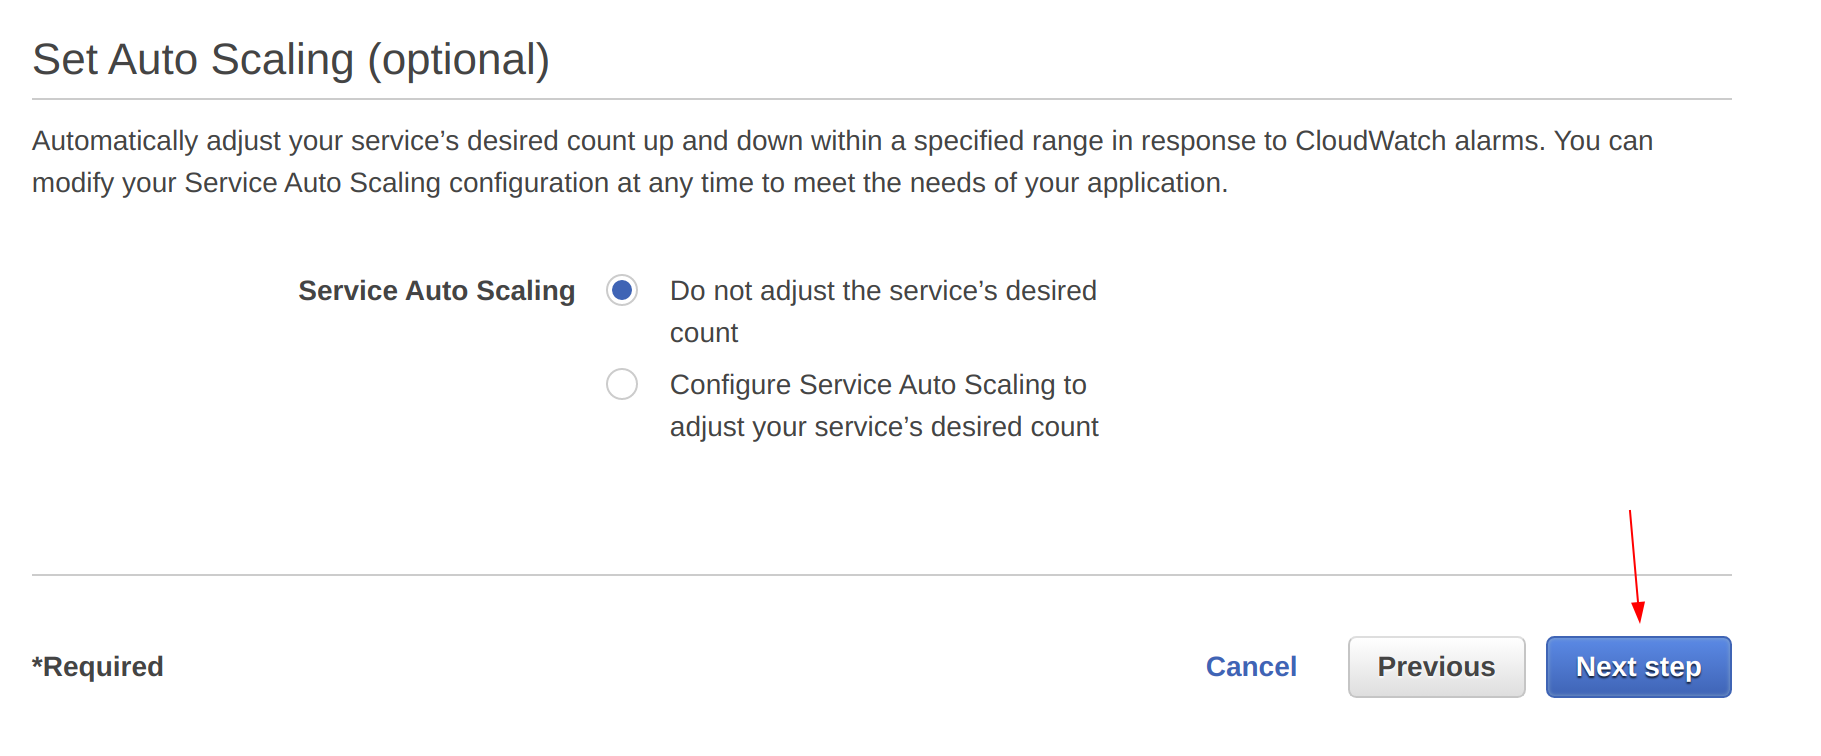 Set Auto Scaling (optional)
Automatically adjust your service’s desired count up and down within a specified range in response to CloudWatch alarms. You can
modify your Service Auto Scaling configuration at any time to meet the needs of your application.
Service Auto Scaling
Do not adjust the service’s desired
count
Configure Service Auto Scaling to
adjust your service’s desired count
*Required
Cancel
Previous
Next step